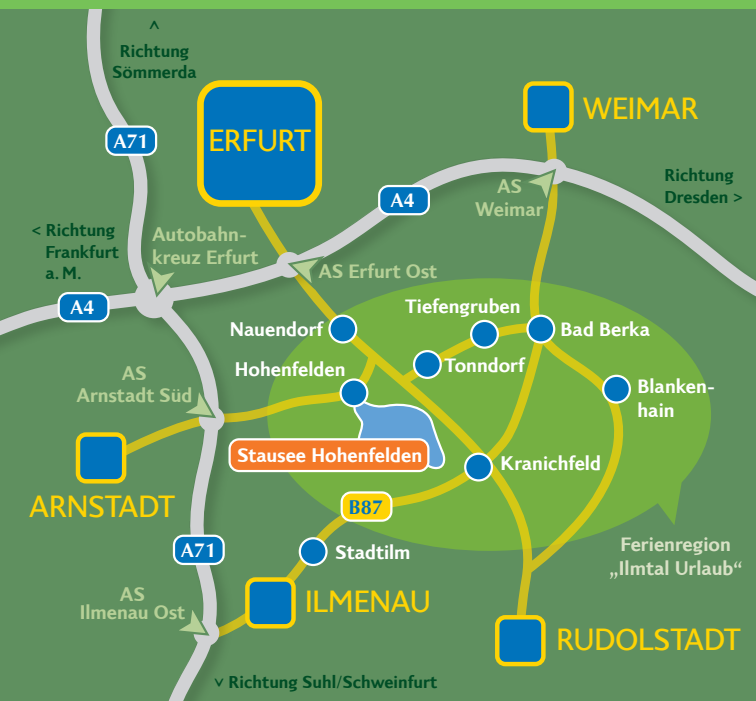 ^
Richtung
Sömmerda
WEIMAR
A71
ERFURT
Richtung
Dresden >
AS
Weimar
A4
< Richtung
Frankfurt
a. M.
Autobahn-
kreuz Erfurt
AS Erfurt Ost
A4
Tiefengruben
Nauendorf
Bad Berka
Hohenfelden
Tonndorf
AS
Arnstadt Süd
Blanken-
hain
Stausee Hohenfelden
Kranichfeld
ARNSTADT
B87
A71
Stadtilm
Ferienregion
„Ilmtal Urlaub“
AS
Ilmenau Ost
ILMENAU
RUDOLSTADT
v Richtung Suhl/Schweinfurt